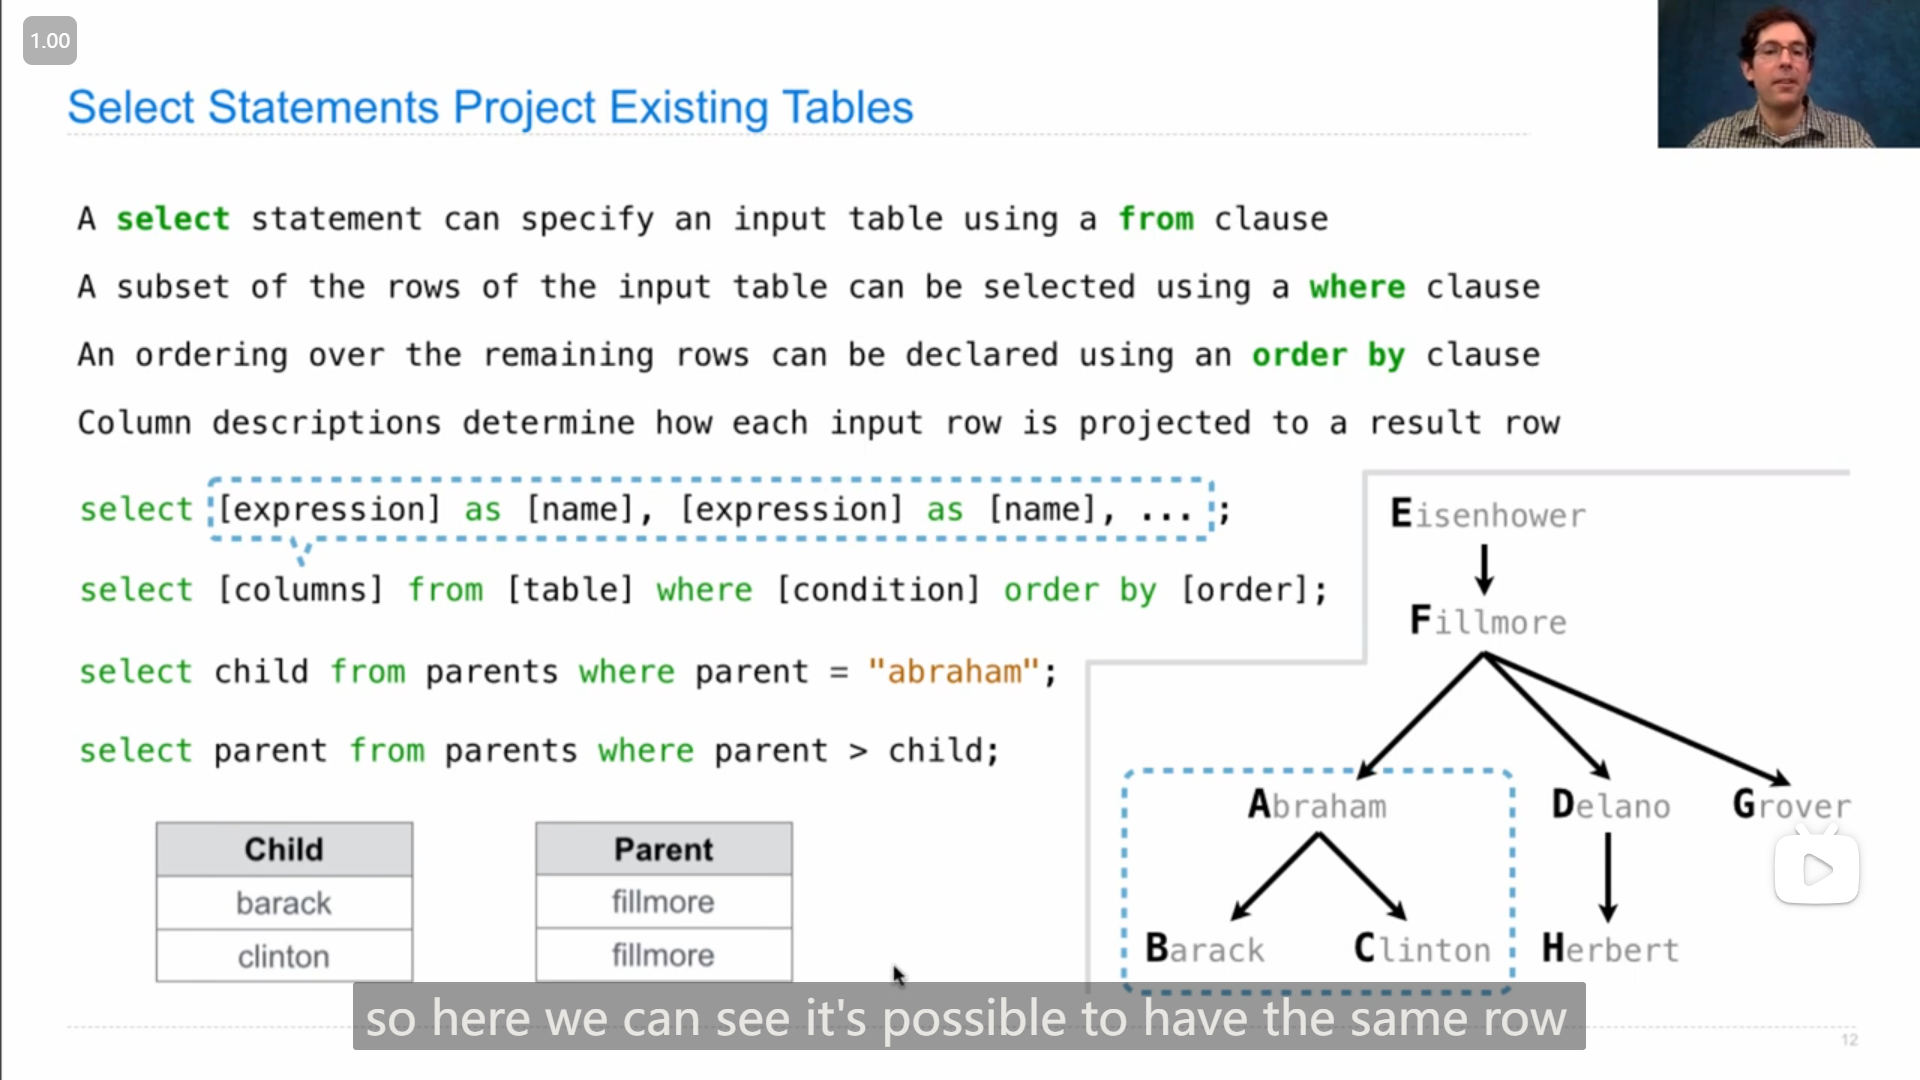 1.00
Select Statements Project Existing Tables
A select statement can specify an input table using a from clause
A subset of the rows of the input table can be selected using a where clause
An ordering over the remaining rows can be declared using an order by clause
Column descriptions determine how each input row is projected to a result row
select [expression] as [name], [expression] as [name], ... ;
select [columns] from [table] where [condition] order by [order];
select child from parents where parent = "abraham";
select parent from parents where parent > child;
Child
barack
clinton
Parent
fillmore
fillmore
Eisenhower
Fillmore
Abraham
Delano
Grover
Barack
Clinton
Herbert
so here we can see it's possible to have the same row
12